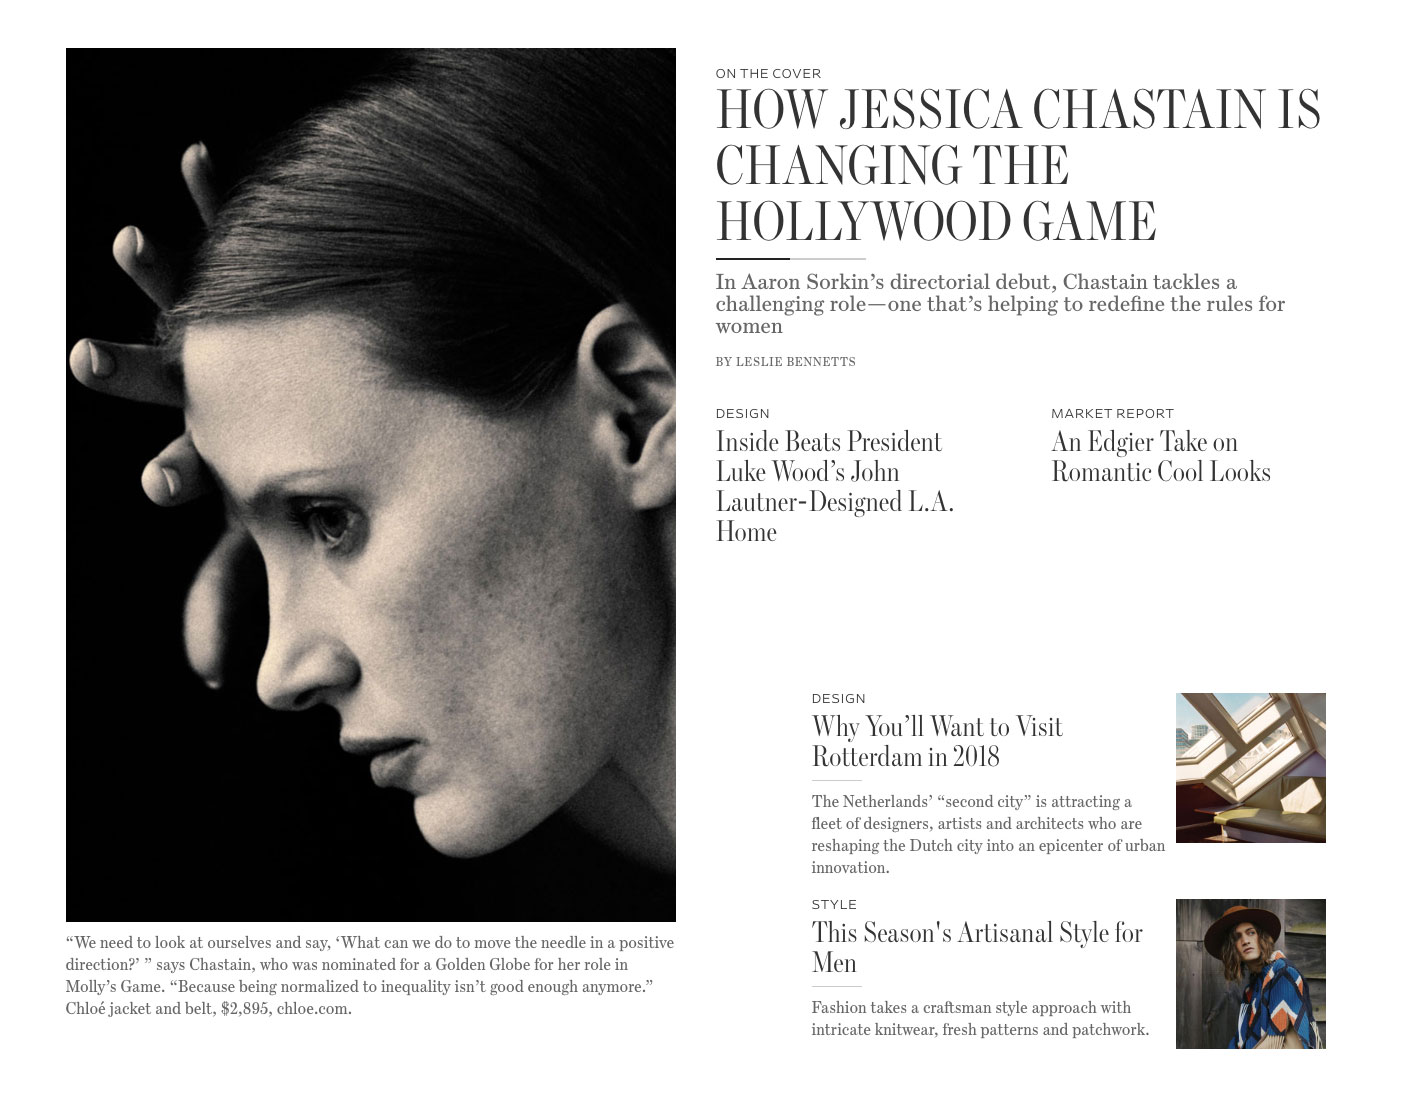 ON THE COVER
HOW JESSICA CHASTAIN IS
CHANGING THE
HOLLYWOOD GAME
In Aaron Sorkin’s directorial debut, Chastain tackles a
challenging role—one that’s helping to redefine the rules for
women
BY LESLIE BENNETTS
DESIGN
Inside Beats President
Luke Wood’s John
Lautner-Designed L.A.
Home
MARKET REPORT
An Edgier Take on
Romantic Cool Looks
DESIGN
Why You’ll Want to Visit
Rotterdam in 2018
The Netherlands’ “second city” is attracting a
fleet of designers, artists and architects who are
reshaping the Dutch city into an epicenter of urban
innovation.
STYLE
This Season's Artisanal Style for
Men
Fashion takes a craftsman style approach with
intricate knitwear, fresh patterns and patchwork.
“We need to look at ourselves and say, ‘What can we do to move the needle in a positive
direction?’ ” says Chastain, who was nominated for a Golden Globe for her role in
Molly’s Game. “Because being normalized to inequality isn’t good enough anymore.”
Chloé jacket and belt, $2,895, chloe.com.